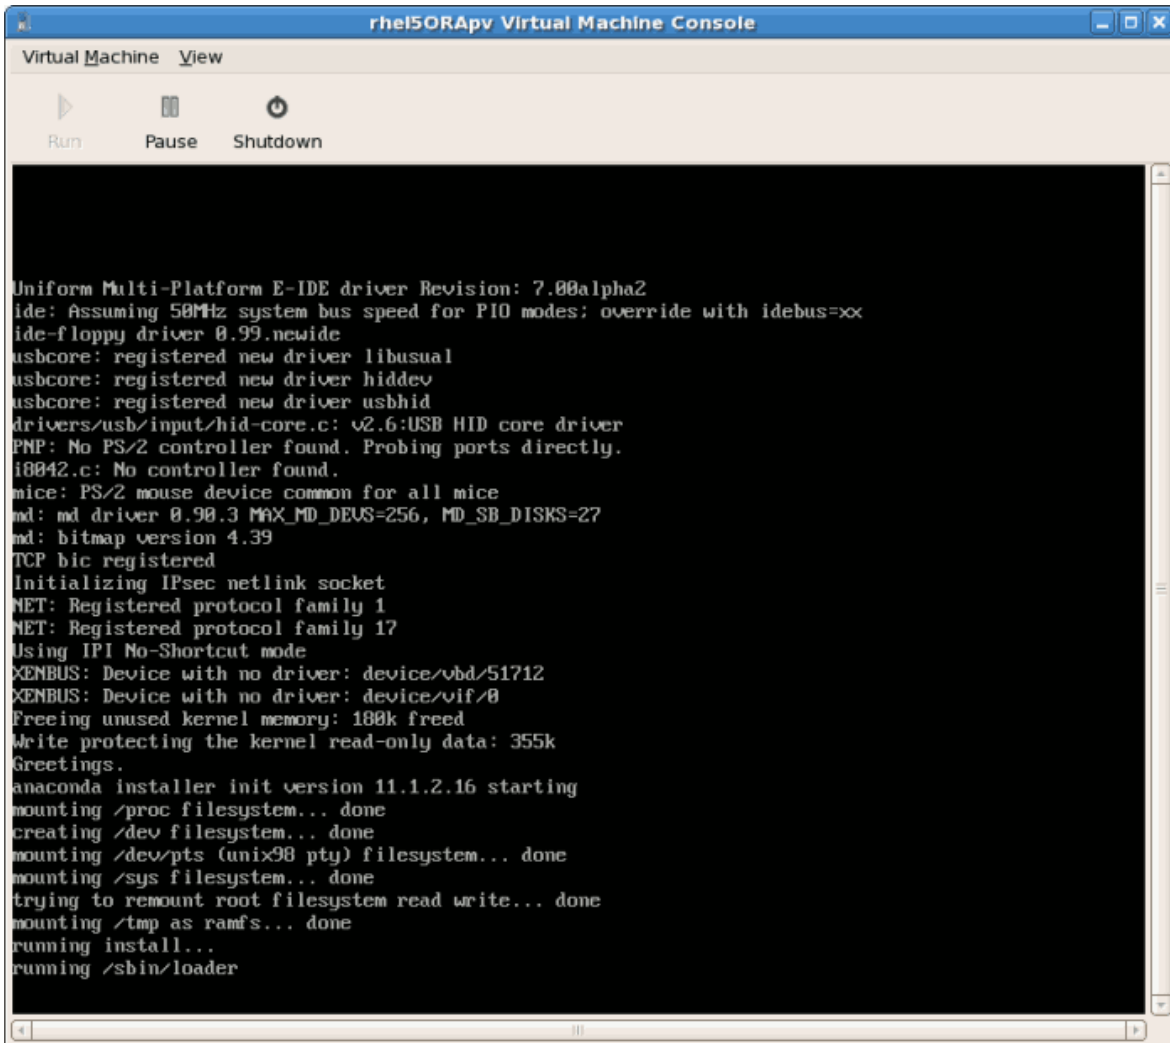 rhel5ORApv Virtual Machine Console
Virtual Machine View
Run Pause Shutdown
Uniform Multi-Platform E-IDE driver Revision: 7.00alpha2
ide: Assuming 50MHz system bus speed for PIO modes; override with idebus=xx
ide-floppy driver 0.99.newide
usbcore: registered new driver libusual
usbcore: registered new driver hiddev
usbcore: registered new driver usbhid
drivers/usb/input/hid-core.c: v2.6:USB HID core driver
PNP: No PS/2 controller found. Probing ports directly.
i8042.c: No controller found.
mice: PS/2 mouse device common for all mice
md: md driver 0.90.3 MAX_MD_DEVS=256, MD_SB_DISKS=27
md: bitmap version 4.39
TCP bic registered
Initializing IPsec netlink socket
NET: Registered protocol family 1
NET: Registered protocol family 17
Using IPI No-Shortcut mode
XENBUS: Device with no driver: device/vbd/51712
XENBUS: Device with no driver: device/vif/0
Freeing unused kernel memory: 180k freed
Write protecting the kernel read-only data: 355k
Greetings.
anaconda installer init version 11.1.2.16 starting
mounting /proc filesystem... done
creating /dev filesystem... done
mounting /dev/pts (unix98 pty) filesystem... done
mounting /sys filesystem... done
trying to remount root filesystem read write... done
mounting /tmp as ramfs... done
running install...
running /sbin/loader